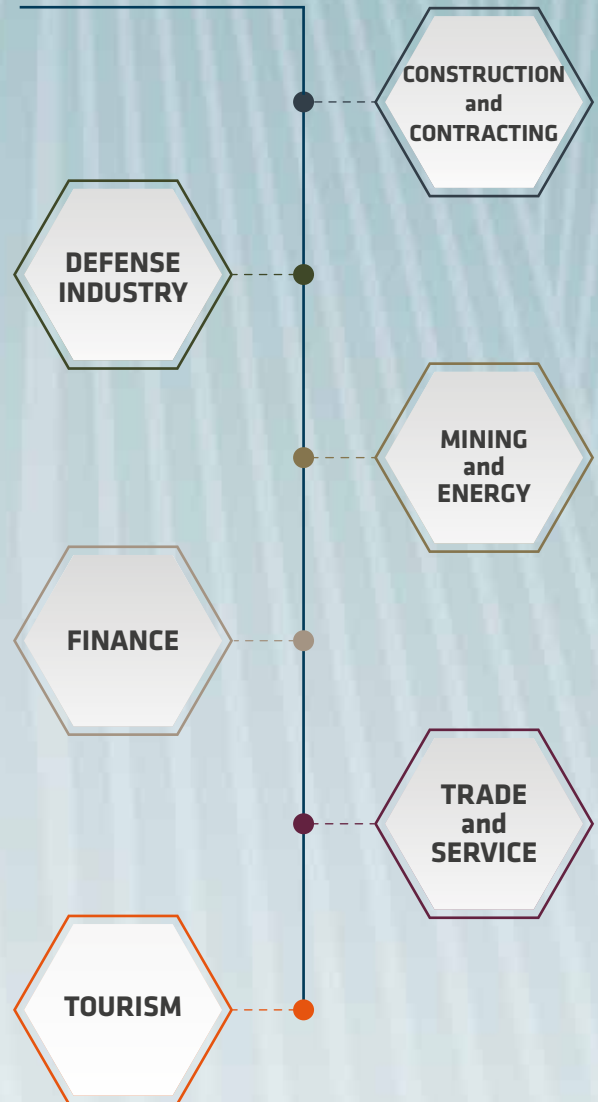 CONSTRUCTION
and
CONTRACTING
DEFENSE
INDUSTRY
MINING
and
ENERGY
FINANCE
TRADE
and
SERVICE
TOURISM